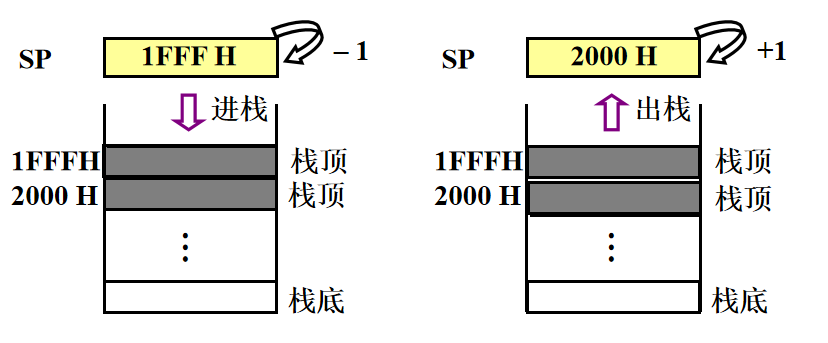 SP 1FFF H – 1
进栈
1FFFH 栈顶
2000 H 栈顶
⋮
栈底
SP 2000 H +1
出栈
1FFFH 栈顶
2000 H 栈顶
⋮
栈底